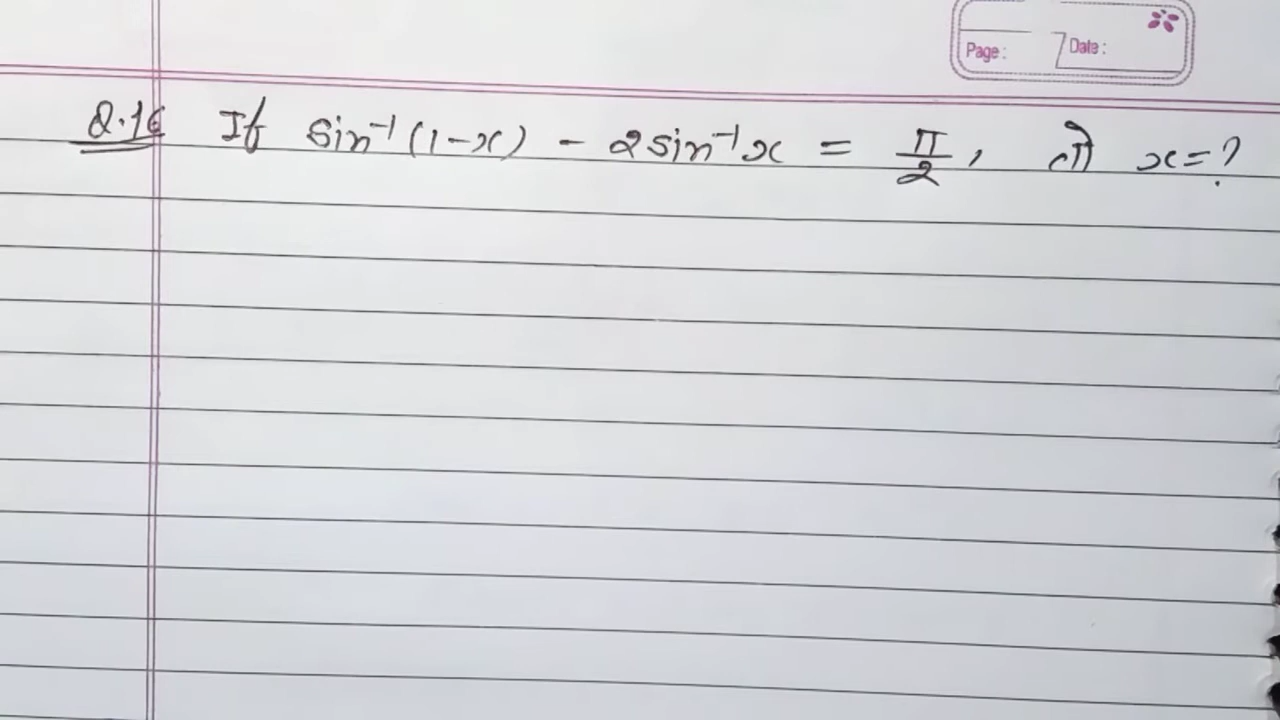 Page: Date:
Q.16 If sin⁻¹(1-x) - 2sin⁻¹x = π/2, तो x=?